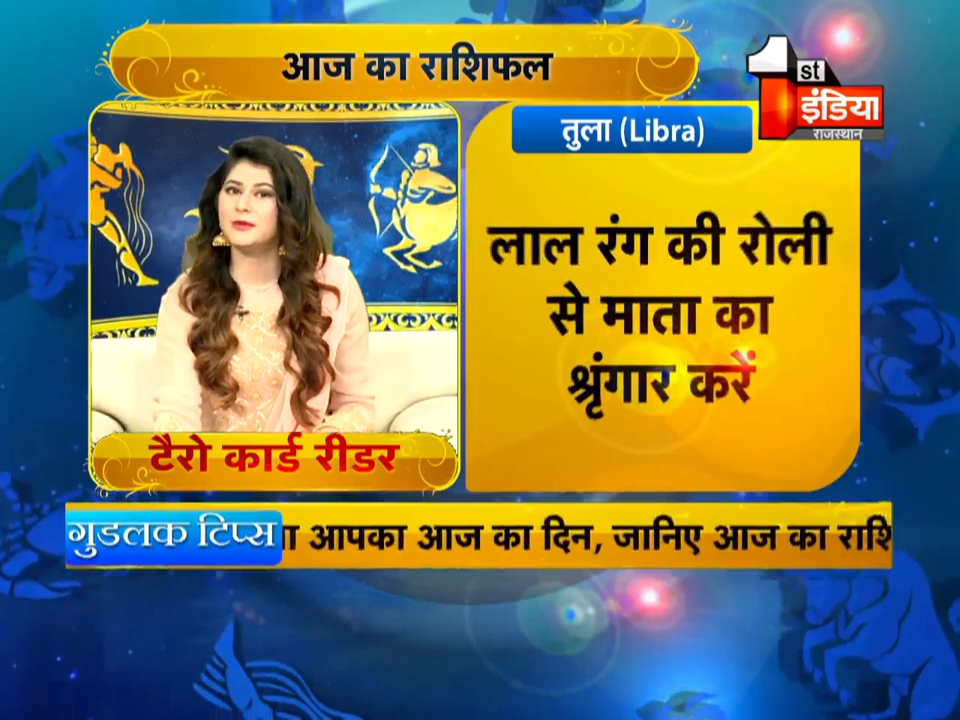 आज का राशिफल
1st
इंडिया
राजस्थान
तुला (Libra)
लाल रंग की रोली
से माता का
श्रृंगार करें
टैरो कार्ड रीडर
गुडलक टिप्स
आपका आज का दिन, जानिए आज का